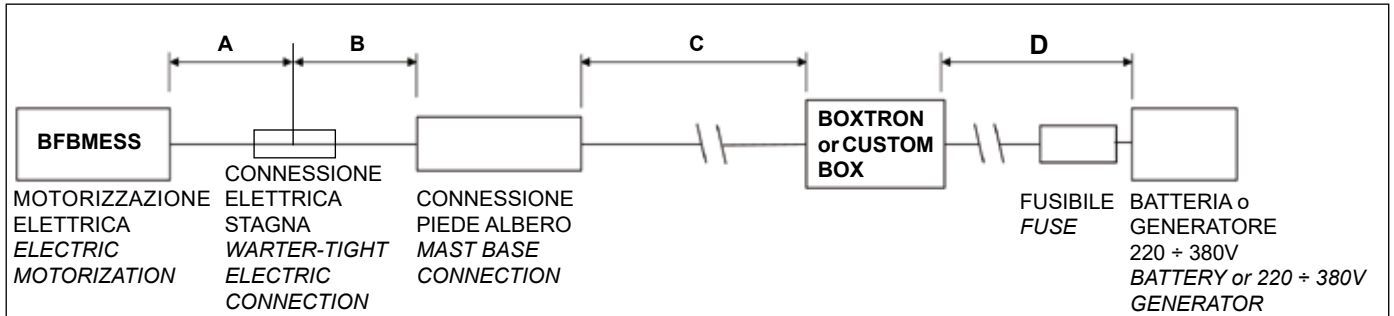 A
B
C
D
BFBMESS
BOXTRON
or CUSTOM
BOX
MOTORIZZAZIONE
ELETTRICA
ELECTRIC
MOTORIZATION
CONNESSIONE
ELETTRICA
STAGNA
WARTER-TIGHT
ELECTRIC
CONNECTION
CONNESSIONE
PIEDE ALBERO
MAST BASE
CONNECTION
FUSIBILE
FUSE
BATTERIA o
GENERATORE
220 ÷ 380V
BATTERY or 220 ÷ 380V
GENERATOR